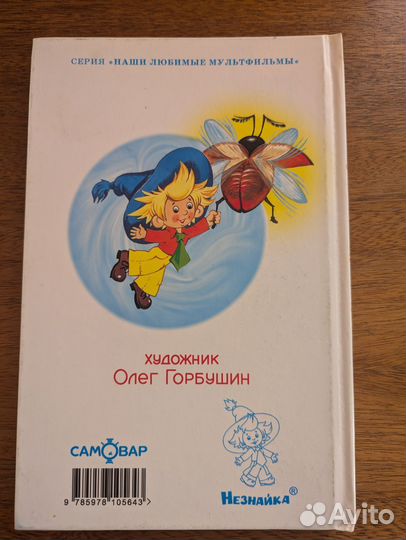 СЕРИЯ «НАШИ ЛЮБИМЫЕ МУЛЬТФИЛЬМЫ»
ХУДОЖНИК
ОЛЕГ ГОРБУШИН
САМОВАР
9 785978 105643 >
НЕЗНАЙКА®
Avito